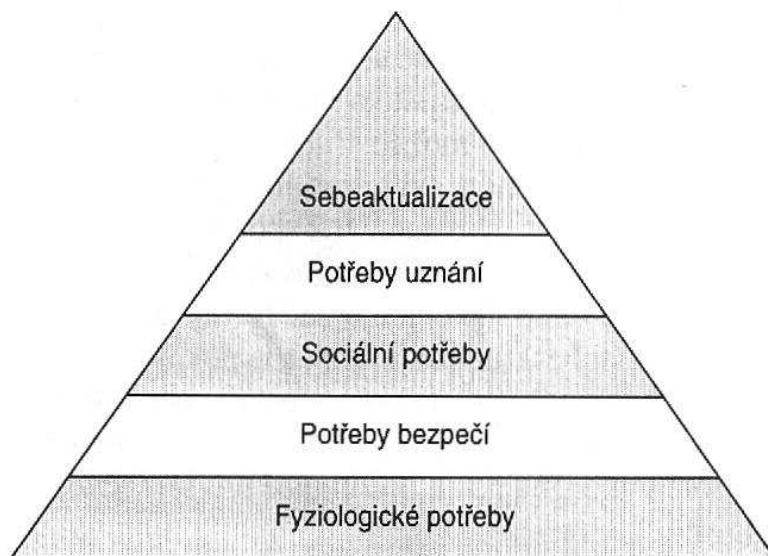 Sebeaktualizace
Potřeby uznání
Sociální potřeby
Potřeby bezpečí
Fyziologické potřeby